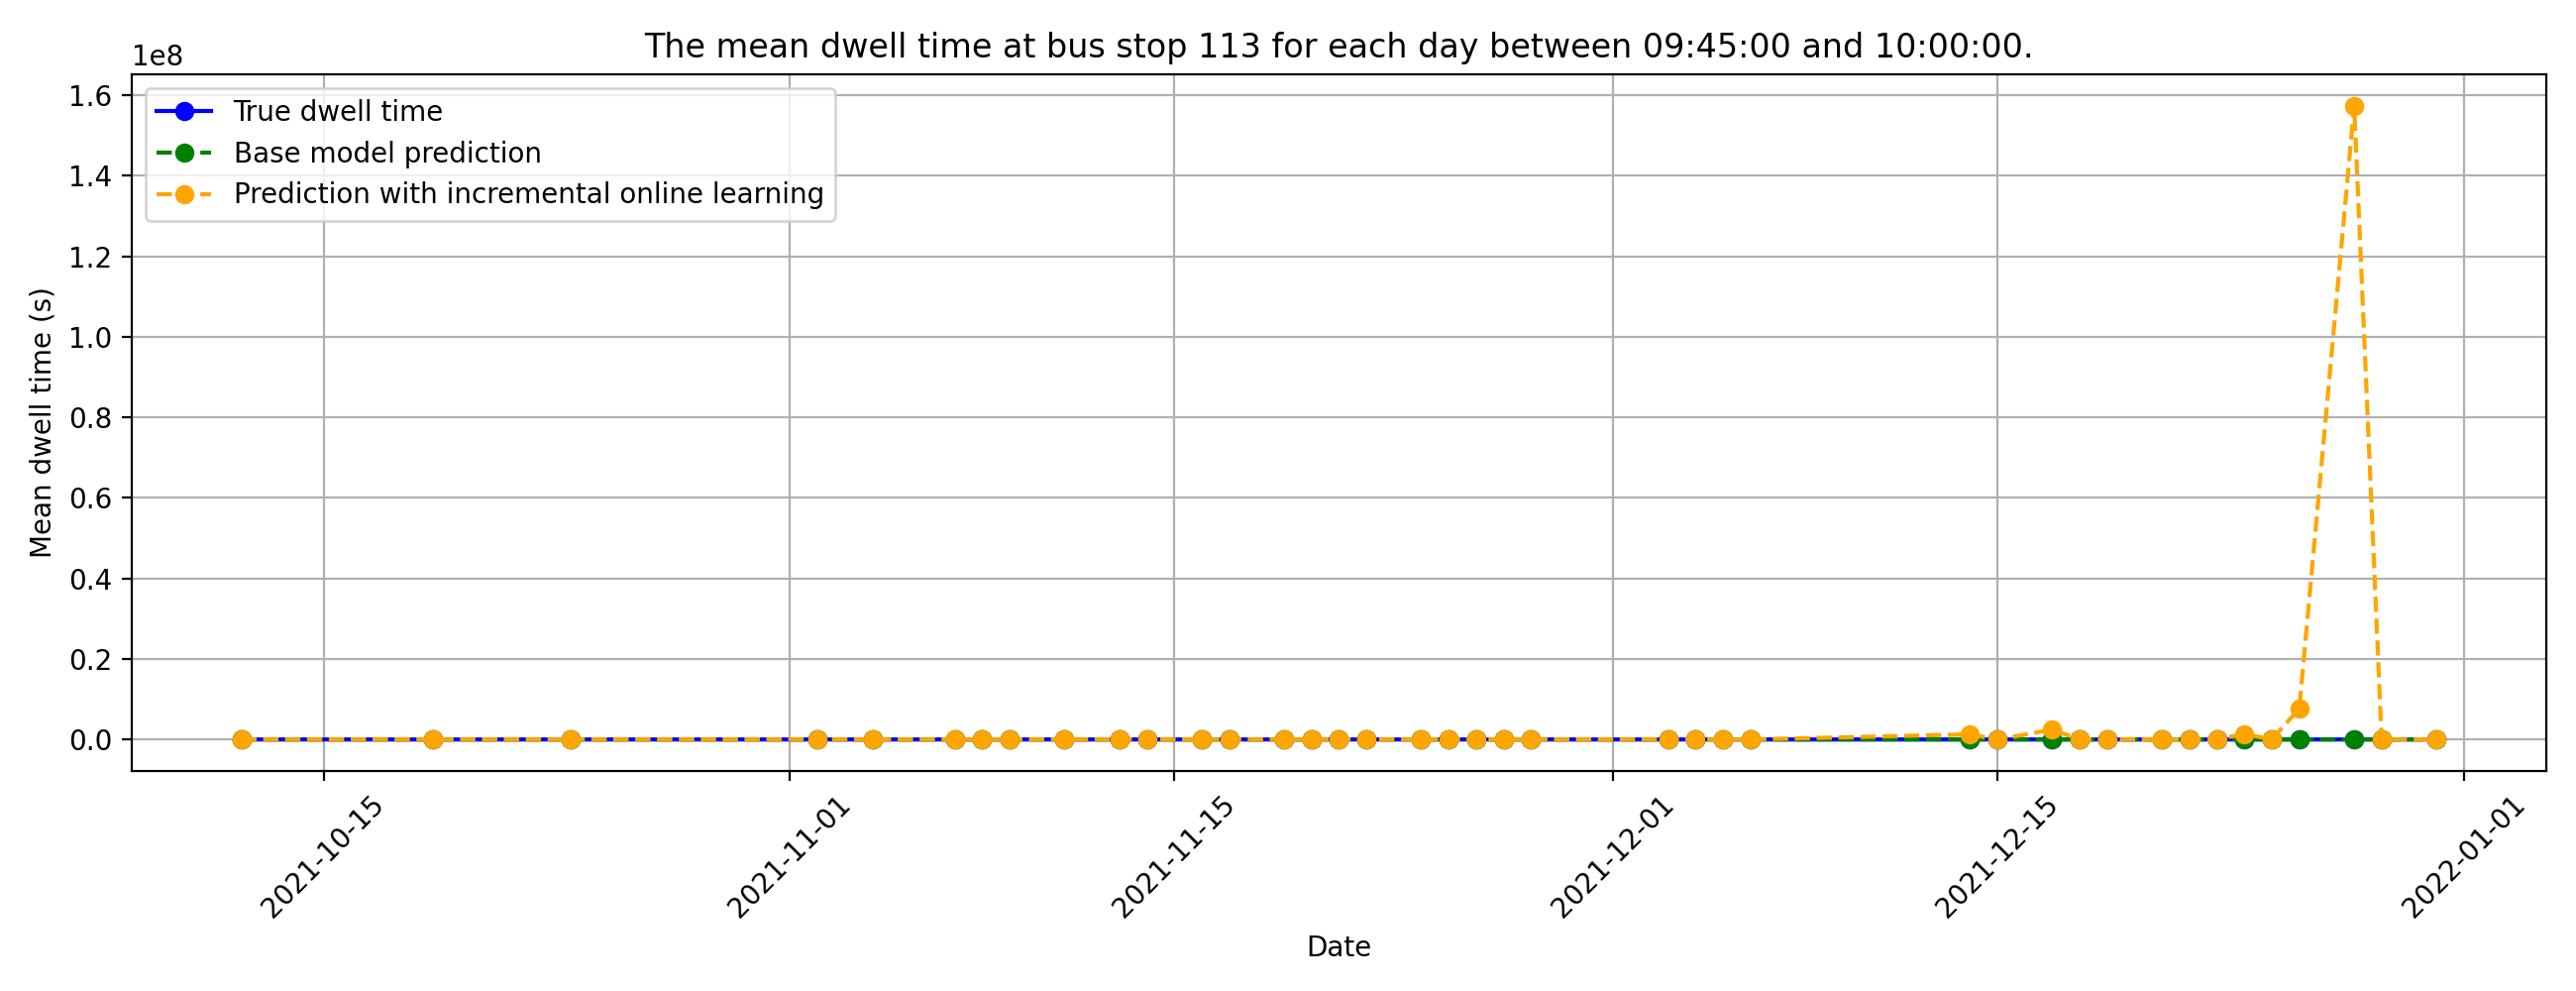 The mean dwell time at bus stop 113 for each day between 09:45:00 and 10:00:00.
1e8
1.6
1.4
1.2
1.0
0.8
0.6
0.4
0.2
0.0
Mean dwell time (s)
True dwell time
Base model prediction
Prediction with incremental online learning
2021-10-15
2021-11-01
2021-11-15
2021-12-01
2021-12-15
2022-01-01
Date